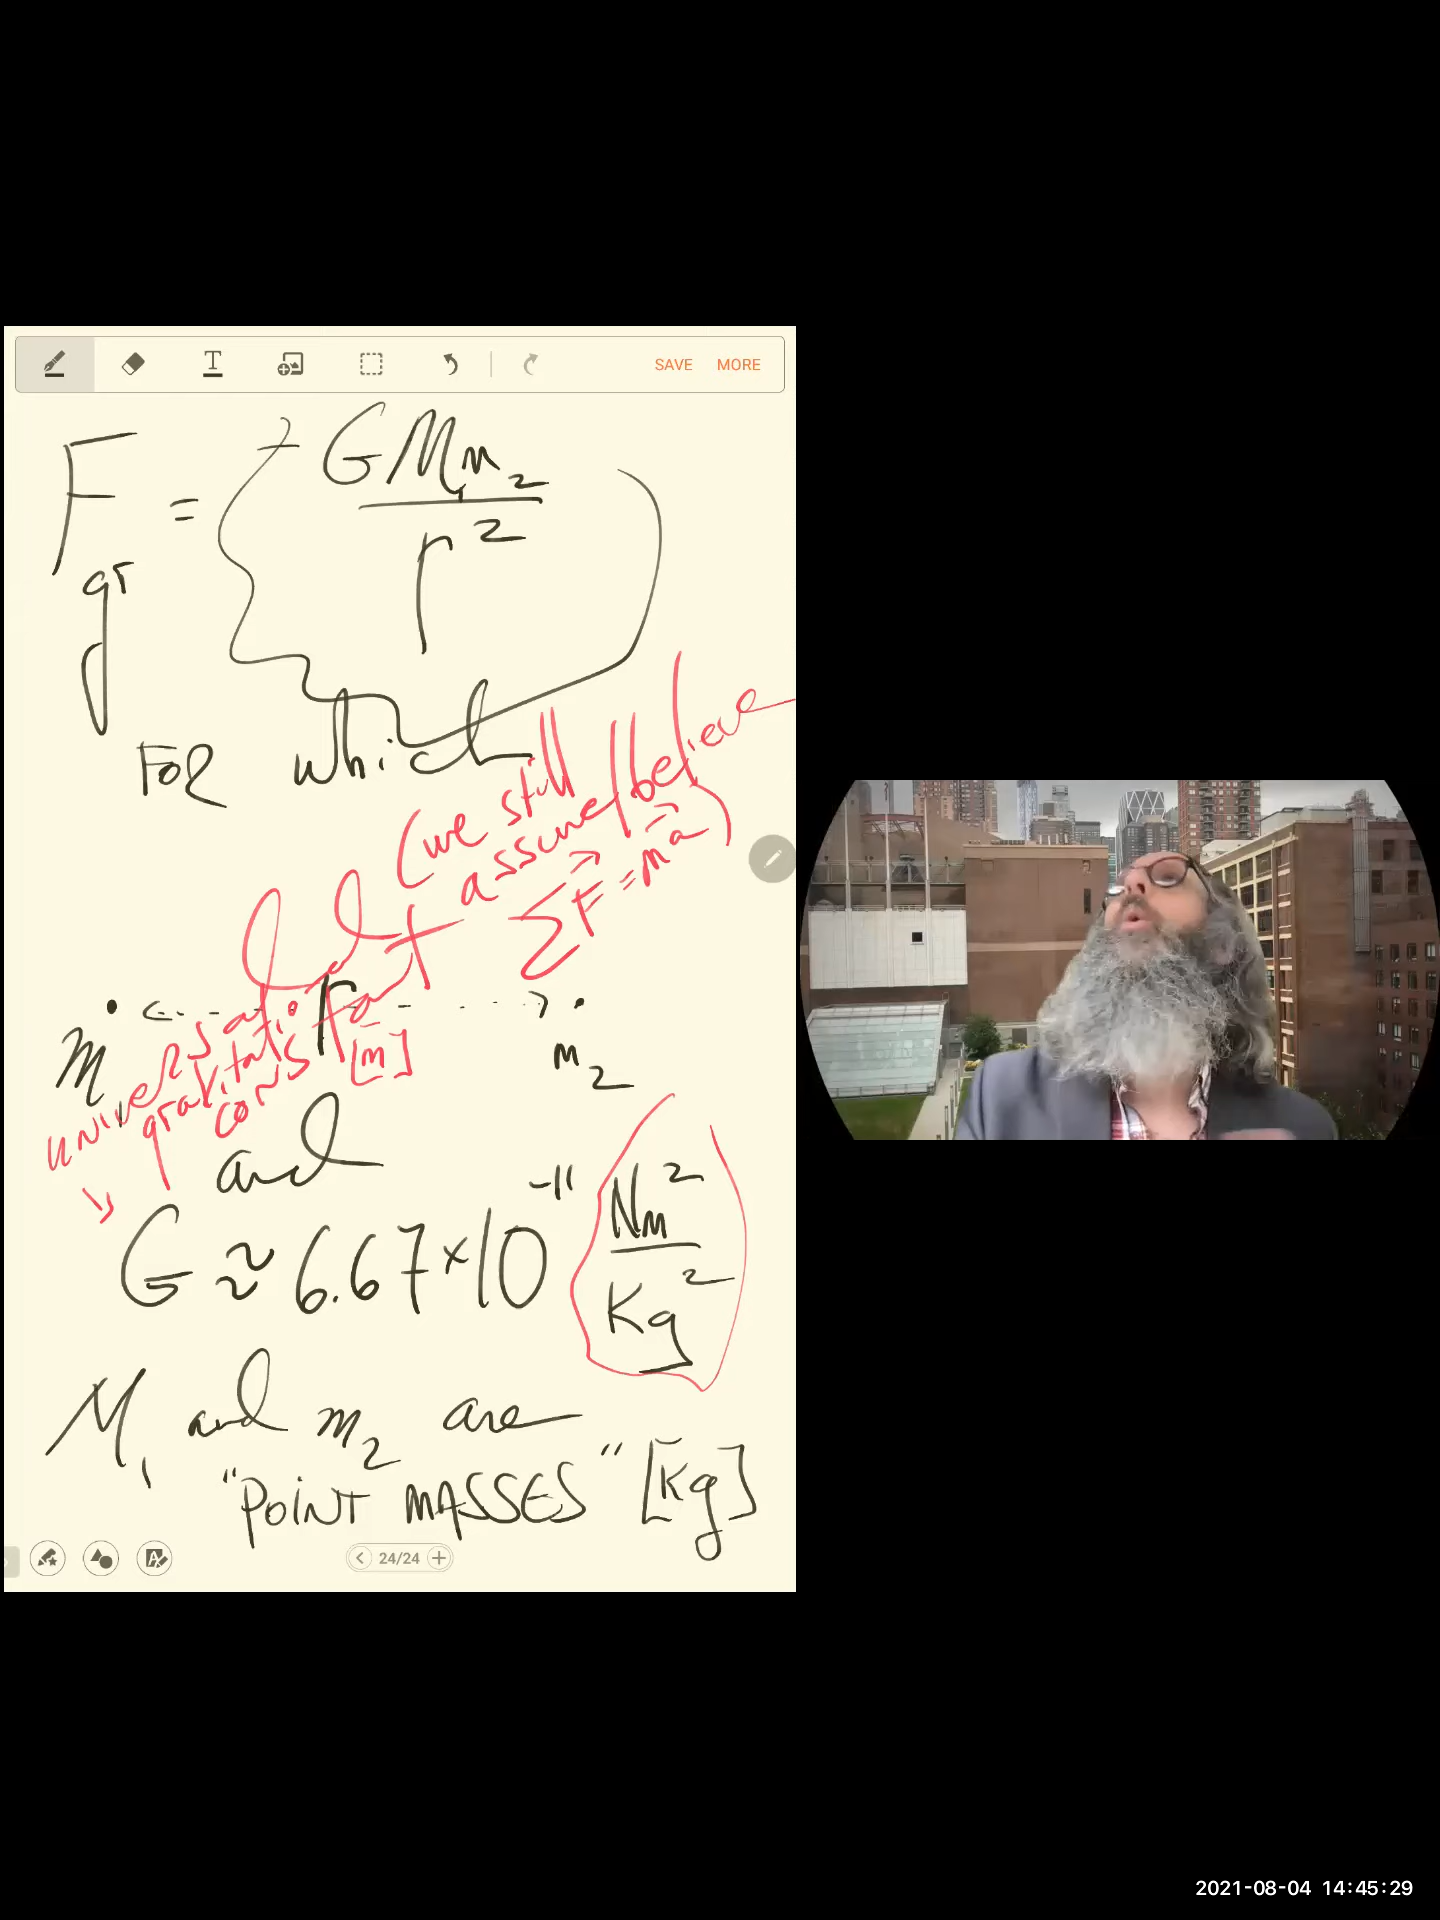 T
SAVE MORE
+ G M₁ m₂
F gr = ———
r²
FOR which
(we still
assume/believe
ΣF⃗ = ma⃗)
r
[m]
M₁ m₂
universal
gravitational
constant
and
G ≈ 6.67 × 10⁻¹¹ Nm²/Kg²
M₁ and m₂ are
"POINT MASSES" [Kg]
24/24
2021-08-04 14:45:29